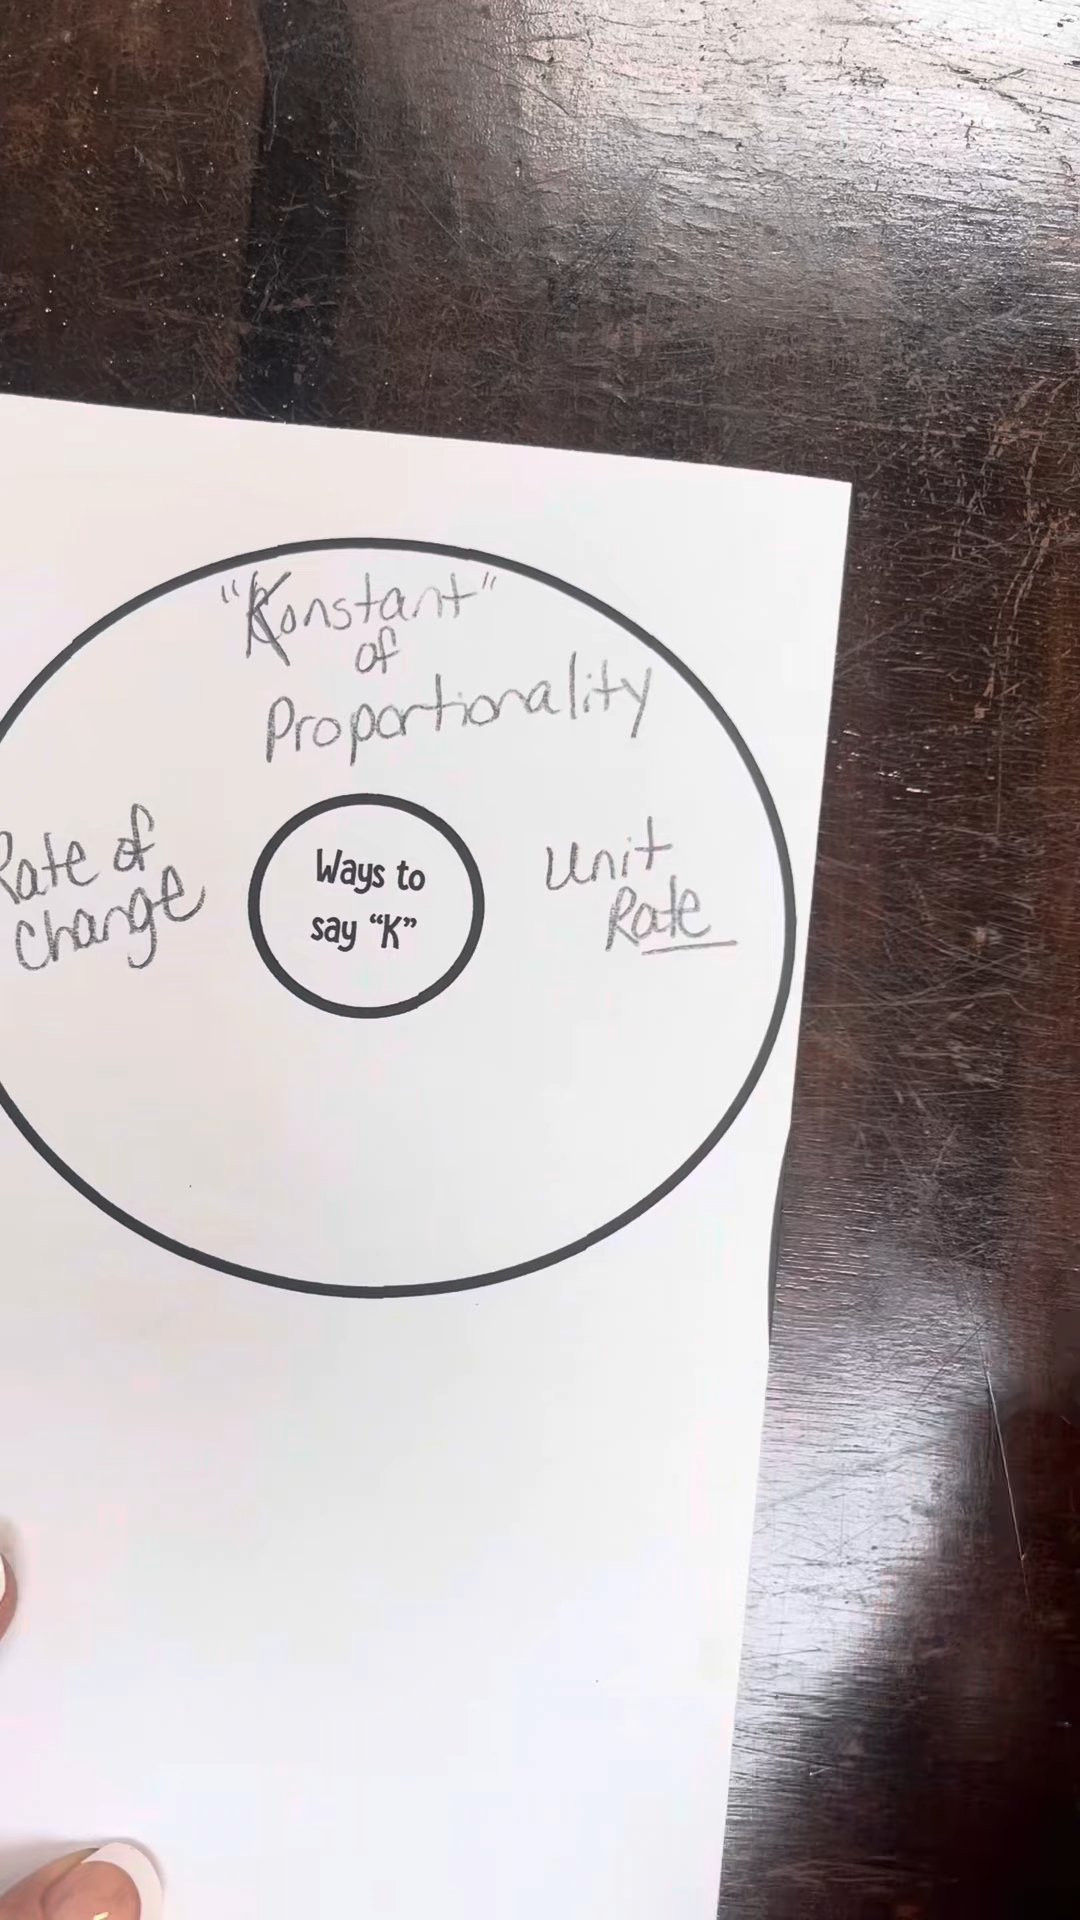 "Konstant"
of
Proportionality
Rate of
change
Ways to
say "K"
Unit
Rate